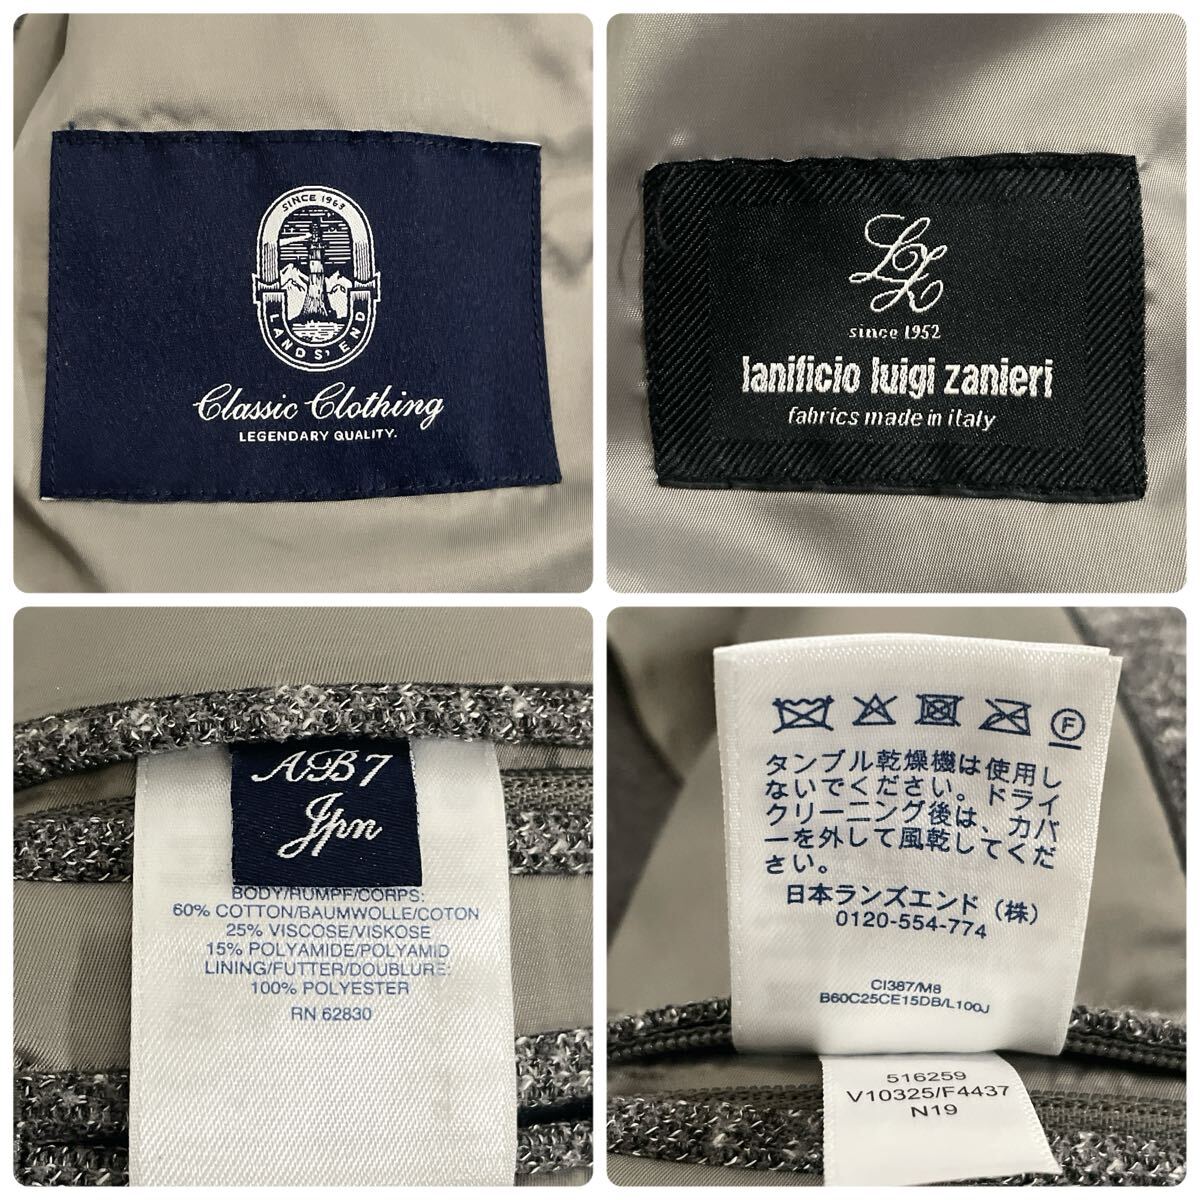 SINCE 1963
LANDS' END
Classic Clothing
LEGENDARY QUALITY.
LZ
since 1952
lanificio luigi zanieri
fabrics made in italy
AB7
Jpn
BODY/RUMPF/CORPS:
60% COTTON/BAUMWOLLE/COTON
25% VISCOSE/VISKOSE
15% POLYAMIDE/POLYAMID
LINING/FUTTER/DOUBLURE:
100% POLYESTER
RN 62830
F
タンブル乾燥機は使用し
ないでください。ドライ
クリーニング後は、カバ
ーを外して風乾してくだ
さい。
日本ランズエンド（株）
0120-554-774
CI387/M8
B60C25CE15DB/L100J
516259
V10325/F4437
N19